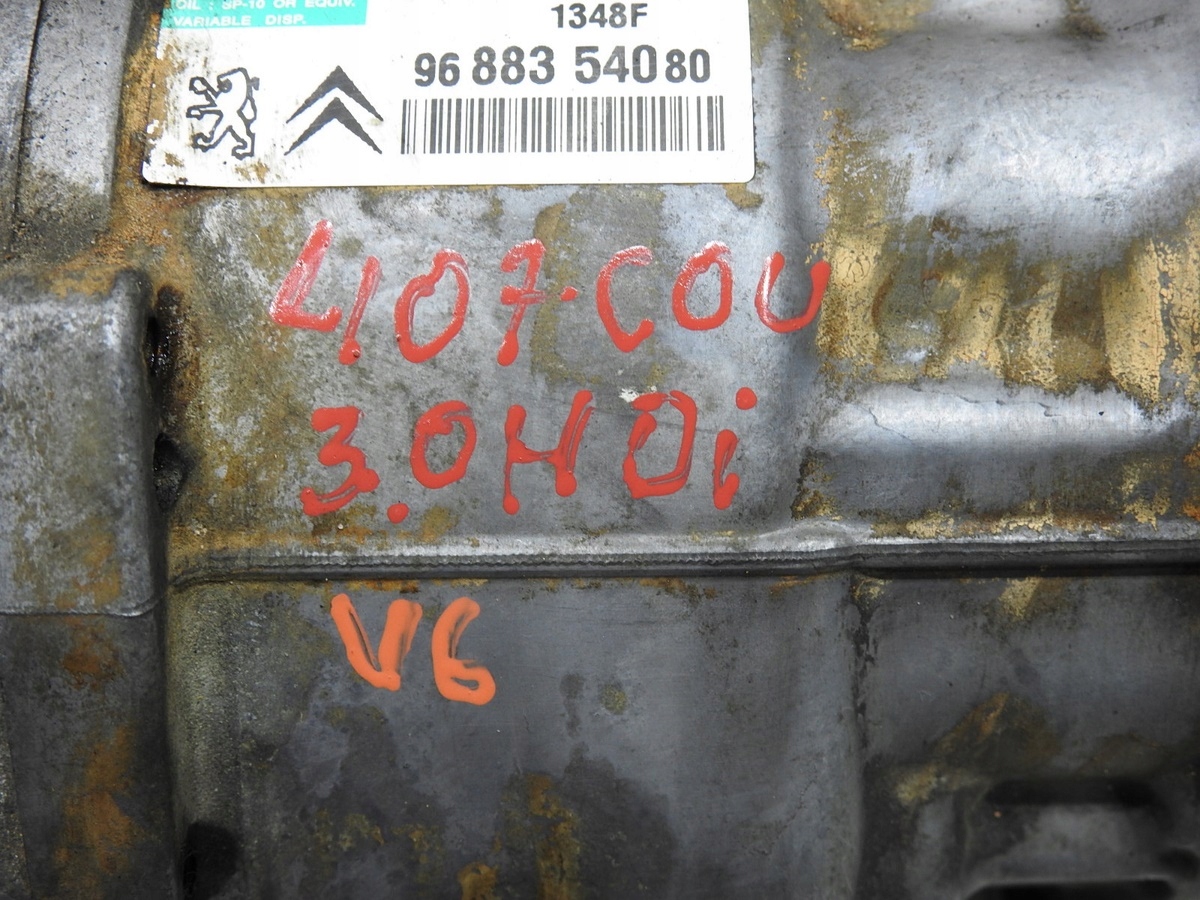 OIL : SP-10 OR EQUIV.
VARIABLE DISP.
1348F
96 883 540 80
407.COU
3.0HDi
V6